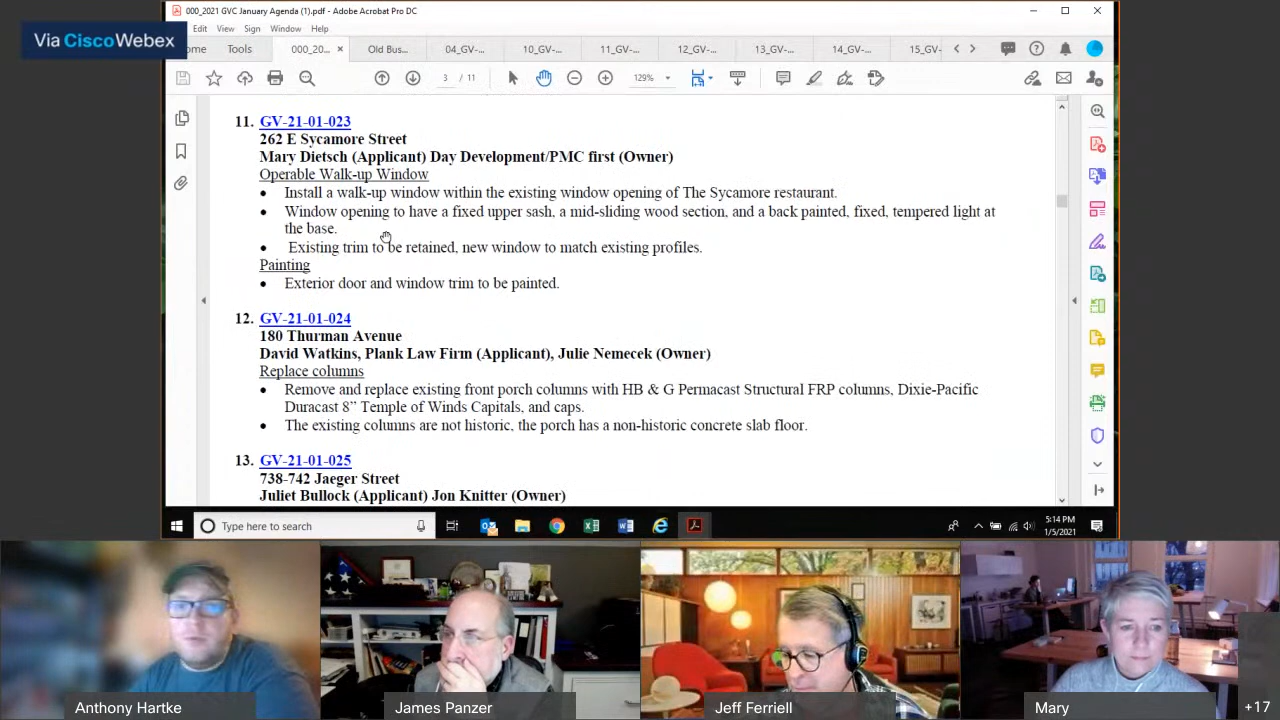 000_2021 GVC January Agenda (1).pdf - Adobe Acrobat Pro DC
Via CiscoWebex
Edit View Sign Window Help
ome Tools 000_20... × Old Bus... 04_GV-... 10_GV-... 11_GV-... 12_GV-... 13_GV-... 14_GV-... 15_GV-
3 / 11 129%
11. GV-21-01-023
262 E Sycamore Street
Mary Dietsch (Applicant) Day Development/PMC first (Owner)
Operable Walk-up Window
• Install a walk-up window within the existing window opening of The Sycamore restaurant.
• Window opening to have a fixed upper sash, a mid-sliding wood section, and a back painted, fixed, tempered light at
the base.
• Existing trim to be retained, new window to match existing profiles.
Painting
• Exterior door and window trim to be painted.
12. GV-21-01-024
180 Thurman Avenue
David Watkins, Plank Law Firm (Applicant), Julie Nemecek (Owner)
Replace columns
• Remove and replace existing front porch columns with HB & G Permacast Structural FRP columns, Dixie-Pacific
Duracast 8” Temple of Winds Capitals, and caps.
• The existing columns are not historic, the porch has a non-historic concrete slab floor.
13. GV-21-01-025
738-742 Jaeger Street
Juliet Bullock (Applicant) Jon Knitter (Owner)
Type here to search
5:14 PM
1/5/2021
Anthony Hartke
James Panzer
Jeff Ferriell
Mary
+17